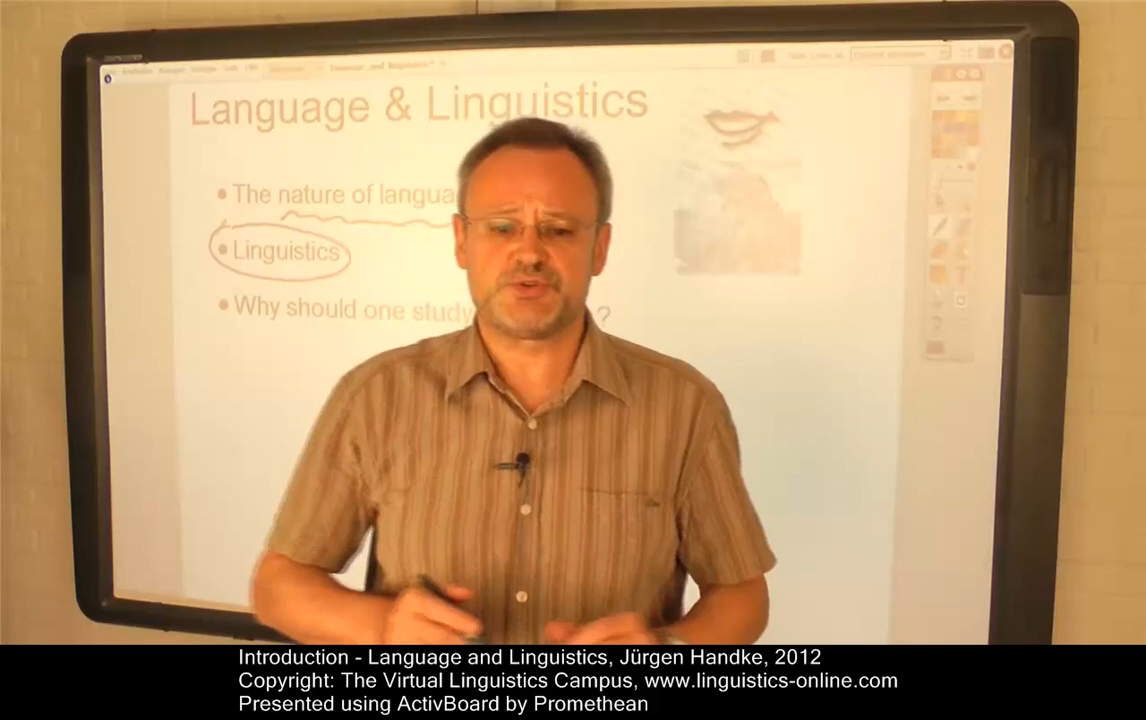 Language & Linguistics
• The nature of langua
• Linguistics
• Why should one study ?
Introduction - Language and Linguistics, Jürgen Handke, 2012
Copyright: The Virtual Linguistics Campus, www.linguistics-online.com
Presented using ActivBoard by Promethean